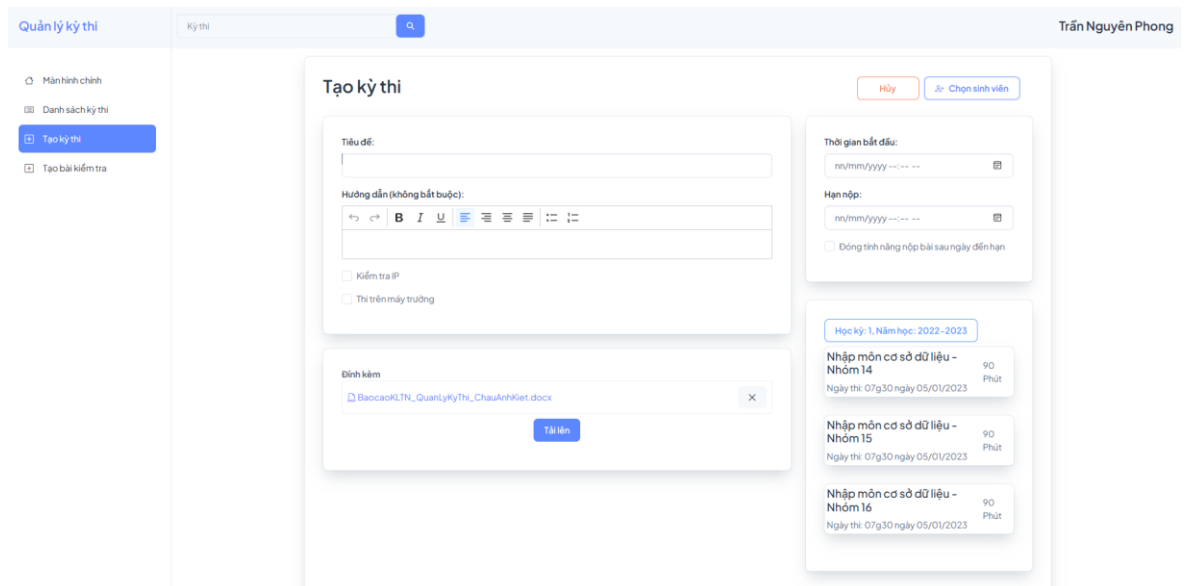 Quản lý kỳ thi
Kỳ thi
Trần Nguyên Phong
Màn hình chính
Danh sách kỳ thi
Tạo kỳ thi
Tạo bài kiểm tra
Tạo kỳ thi
Hủy
Chọn sinh viên
Tiêu đề:
Hướng dẫn (không bắt buộc):
B I U
Kiểm tra IP
Thi trên máy trường
Đính kèm
BaocaoKLTN_QuanLyKyThi_ChauAnhKiet.docx
Tải lên
Thời gian bắt đầu:
nn/mm/yyyy --:-- --
Hạn nộp:
nn/mm/yyyy --:-- --
Đóng tính năng nộp bài sau ngày đến hạn
Học kỳ: 1, Năm học: 2022-2023
Nhập môn cơ sở dữ liệu -
Nhóm 14
Ngày thi: 07g30 ngày 05/01/2023
90
Phút
Nhập môn cơ sở dữ liệu -
Nhóm 15
Ngày thi: 07g30 ngày 05/01/2023
90
Phút
Nhập môn cơ sở dữ liệu -
Nhóm 16
Ngày thi: 07g30 ngày 05/01/2023
90
Phút